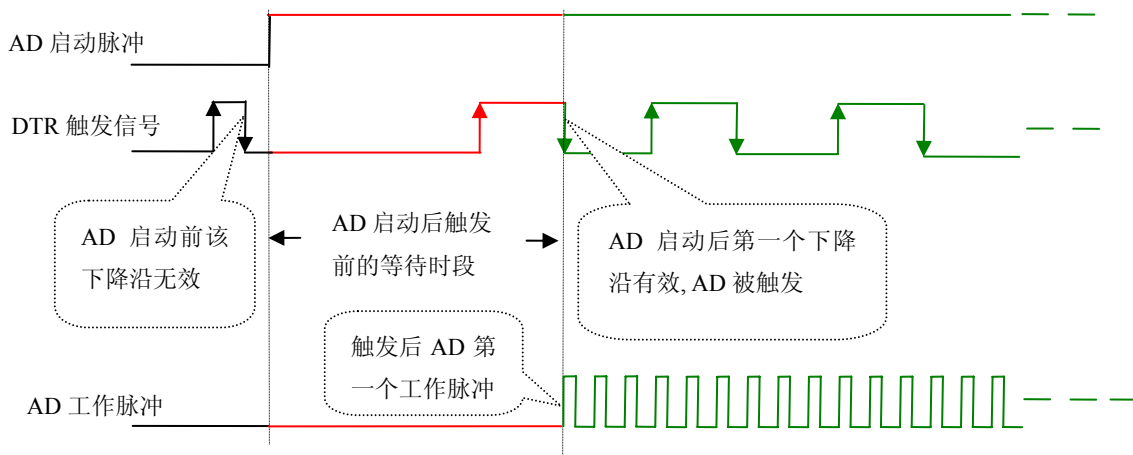 AD 启动脉冲
DTR 触发信号
AD 启动前该
下降沿无效
AD 启动后触发
前的等待时段
AD 启动后第一个下降
沿有效, AD 被触发
触发后 AD 第
一个工作脉冲
AD 工作脉冲